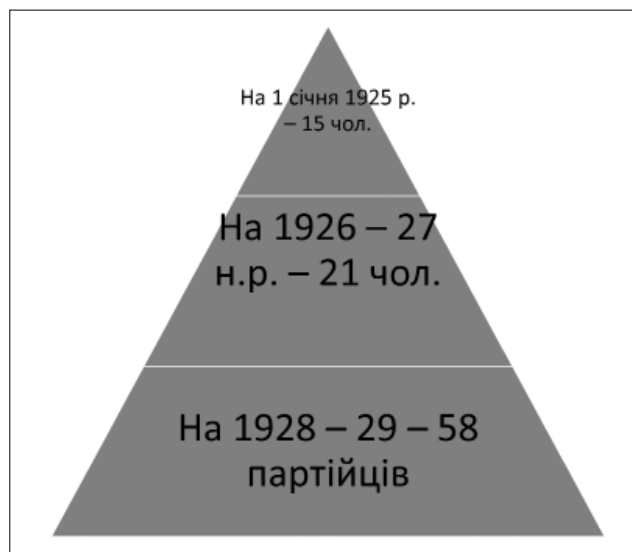 На 1 січня 1925 р.
– 15 чол.
На 1926 – 27
н.р. – 21 чол.
На 1928 – 29 – 58
партійців